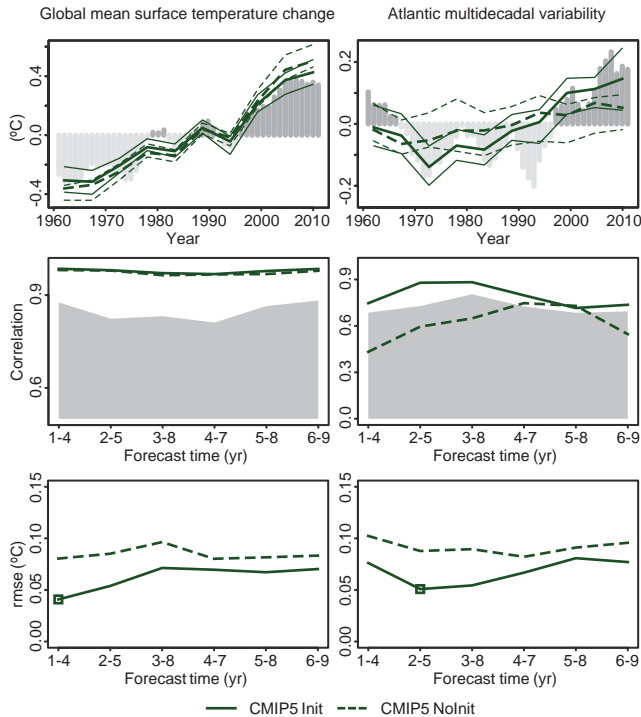 Global mean surface temperature change
Atlantic multidecadal variability
(ºC)
0.4
0.0
-0.4
1960 1970 1980 1990 2000 2010
Year
0.2
0.0
-0.2
1960 1970 1980 1990 2000 2010
Year
Correlation
0.9
0.6
1-4 2-5 3-8 4-7 5-8 6-9
Forecast time (yr)
0.9
0.6
0.3
0.0
1-4 2-5 3-8 4-7 5-8 6-9
Forecast time (yr)
rmse (ºC)
0.15
0.10
0.05
0.00
1-4 2-5 3-8 4-7 5-8 6-9
Forecast time (yr)
0.15
0.10
0.05
0.00
1-4 2-5 3-8 4-7 5-8 6-9
Forecast time (yr)
CMIP5 Init CMIP5 NoInit